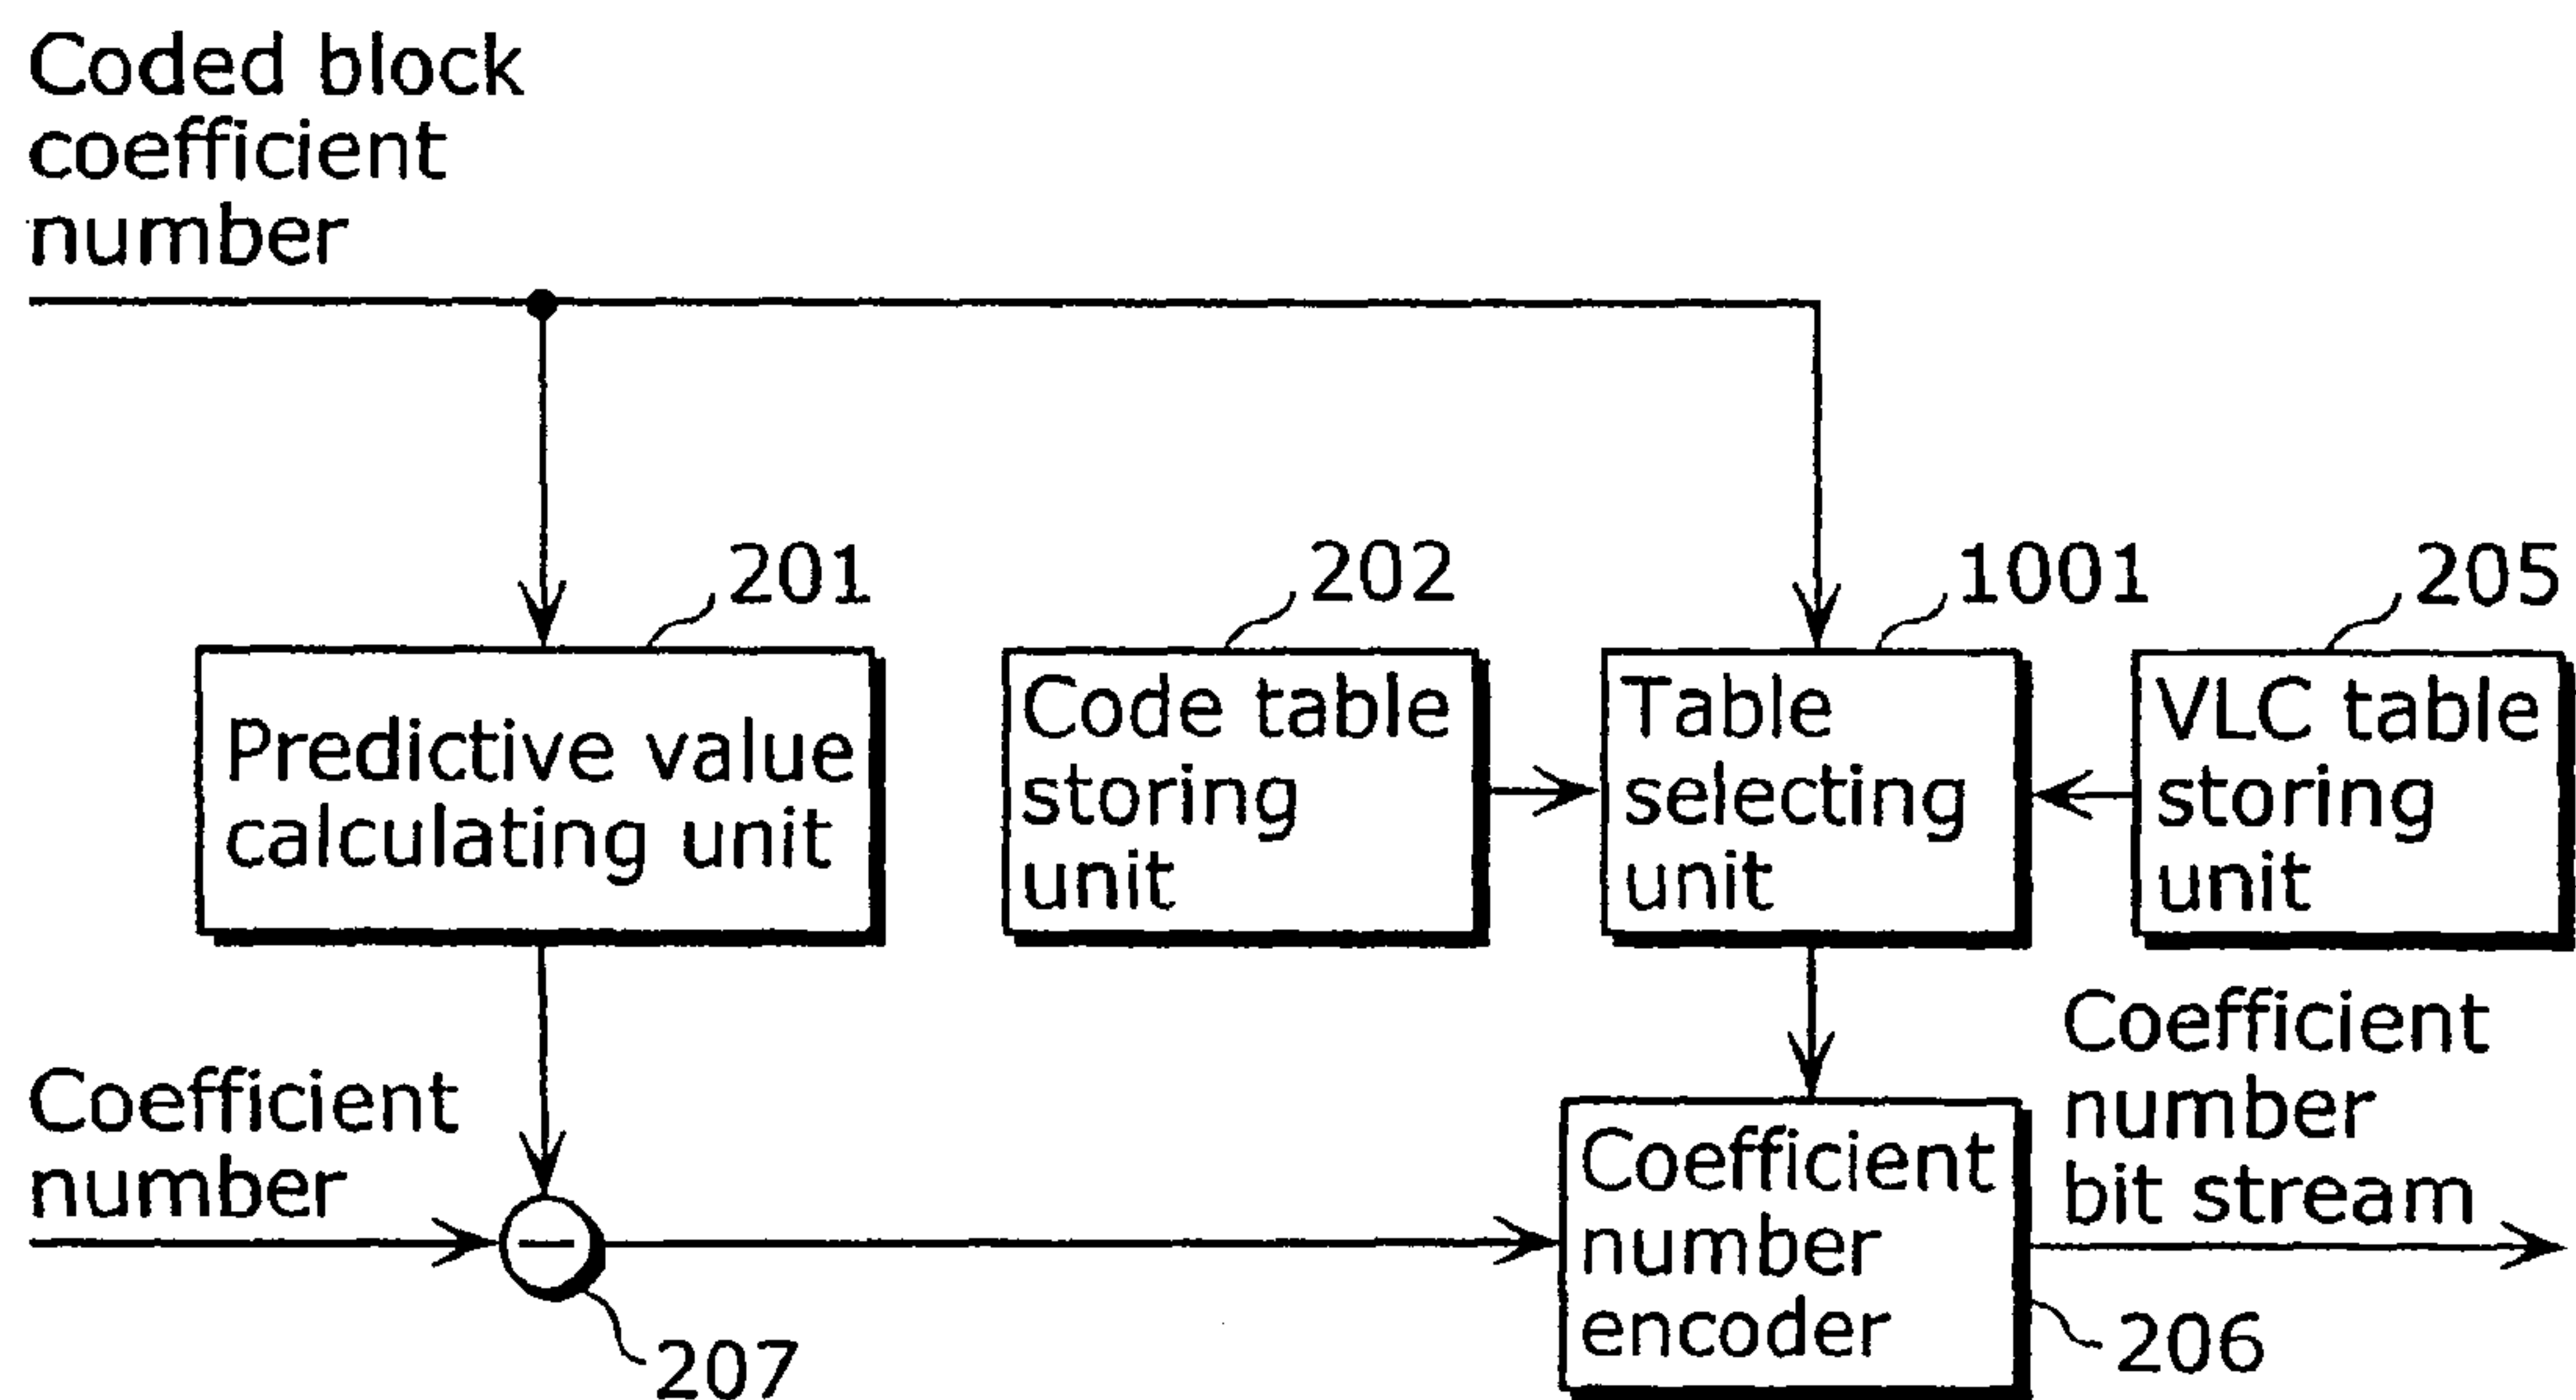 Coded block
coefficient
number
201
202
1001
205
Predictive value
calculating unit
Code table
storing
unit
Table
selecting
unit
VLC table
storing
unit
Coefficient
number
207
Coefficient
number
encoder
206
Coefficient
number
bit stream